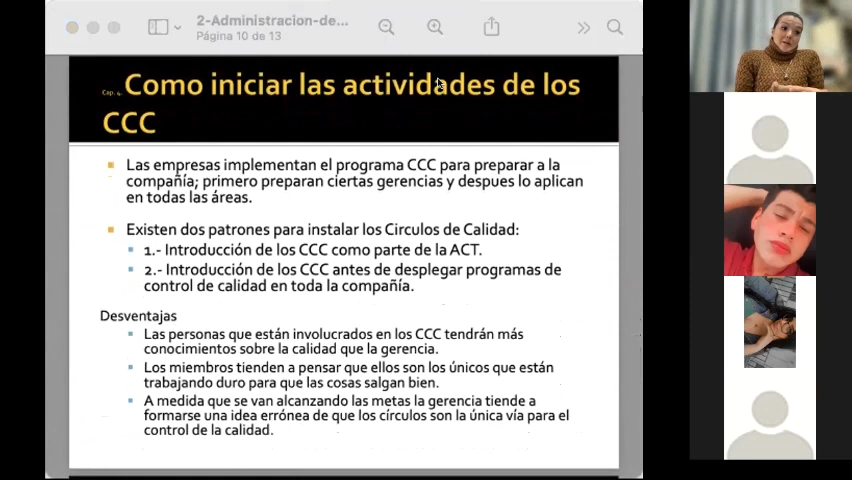 2-Administracion-de...
Página 10 de 13
Cap. 4. Como iniciar las actividades de los
CCC
Las empresas implementan el programa CCC para preparar a la
compañía; primero preparan ciertas gerencias y despues lo aplican
en todas las áreas.
Existen dos patrones para instalar los Circulos de Calidad:
1.- Introducción de los CCC como parte de la ACT.
2.- Introducción de los CCC antes de desplegar programas de
control de calidad en toda la compañía.
Desventajas
Las personas que están involucrados en los CCC tendrán más
conocimientos sobre la calidad que la gerencia.
Los miembros tienden a pensar que ellos son los únicos que están
trabajando duro para que las cosas salgan bien.
A medida que se van alcanzando las metas la gerencia tiende a
formarse una idea errónea de que los círculos son la única vía para el
control de la calidad.